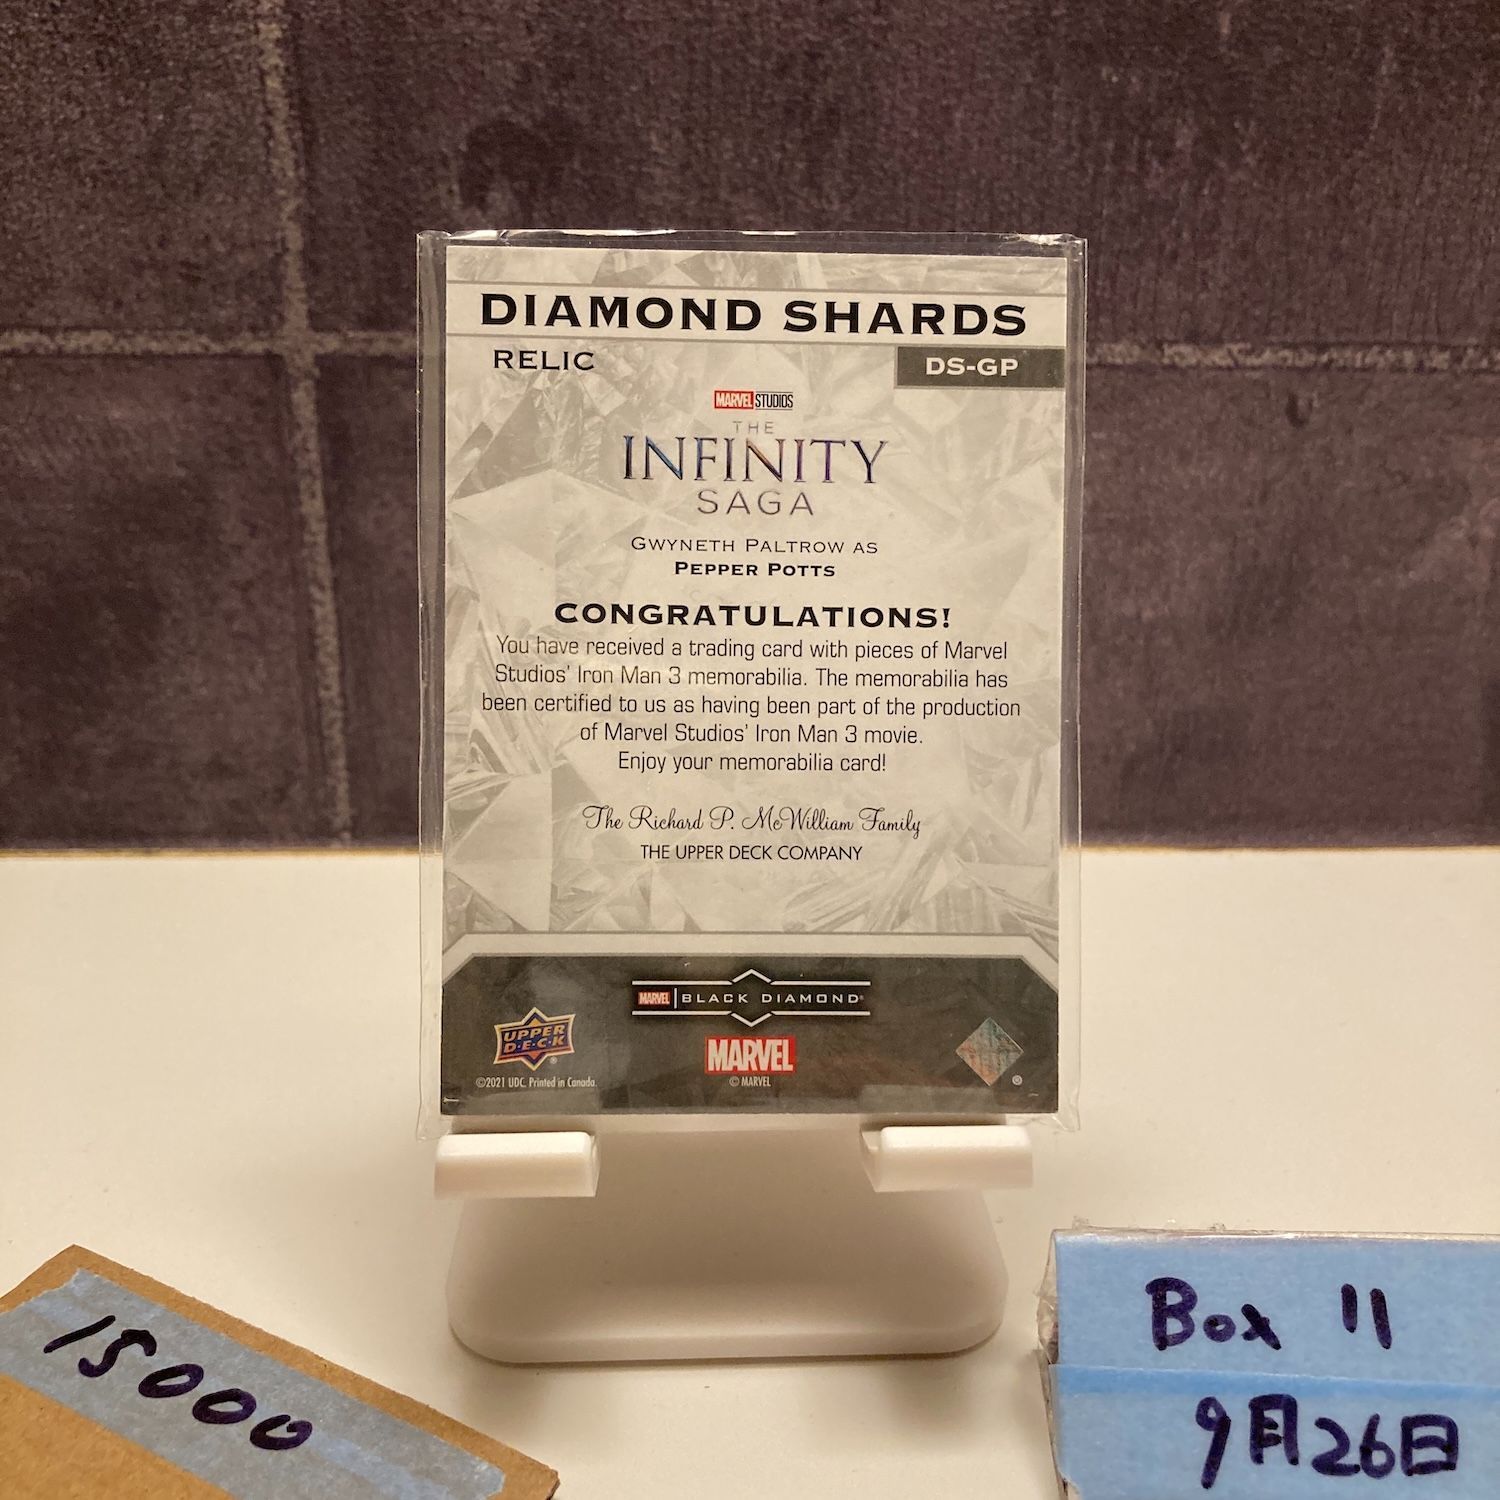 DIAMOND SHARDS
RELIC
DS-GP
MARVEL STUDIOS
THE
INFINITY
SAGA
GWYNETH PALTROW AS
PEPPER POTTS
CONGRATULATIONS!
You have received a trading card with pieces of Marvel
Studios' Iron Man 3 memorabilia. The memorabilia has
been certified to us as having been part of the production
of Marvel Studios' Iron Man 3 movie.
Enjoy your memorabilia card!
The Richard P. McWilliam Family
THE UPPER DECK COMPANY
MARVEL BLACK DIAMOND®
UPPER
D·E·C·K
®
MARVEL
©2021 UDC. Printed in Canada.
© MARVEL
®
15000
Box 11
9月26日